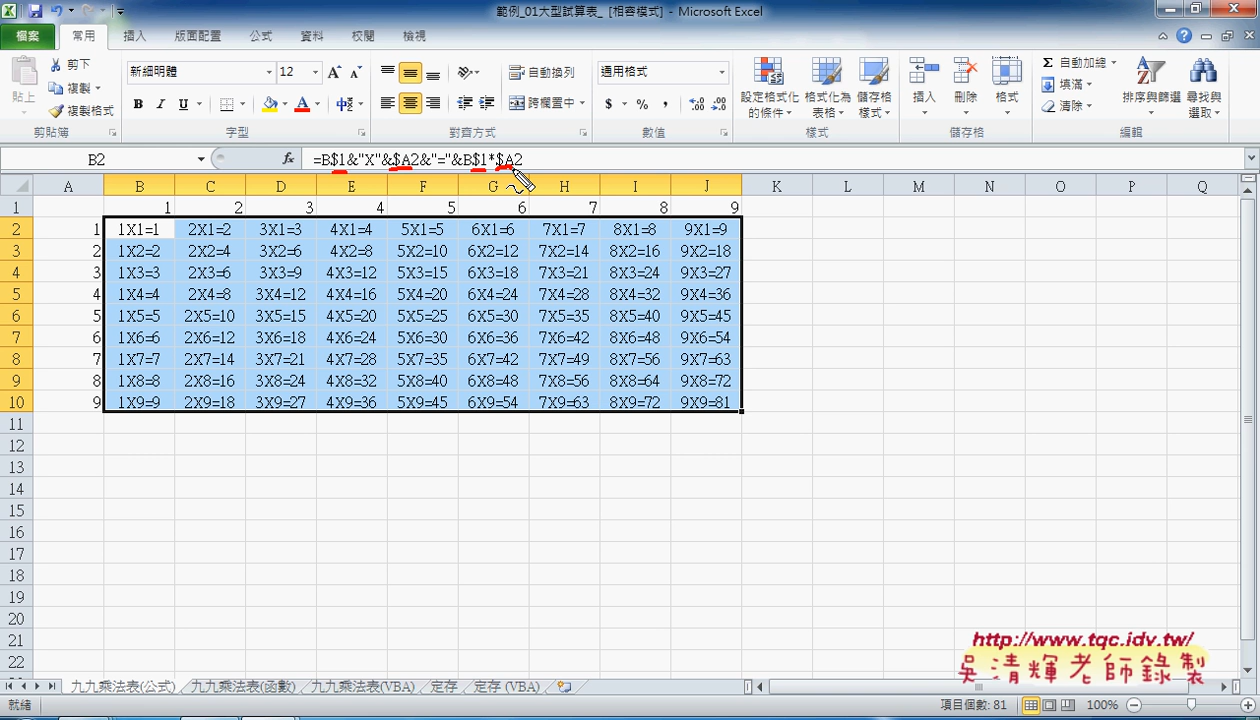 範例_01大型試算表_ [相容模式] - Microsoft Excel
檔案 常用 插入 版面配置 公式 資料 校閱 檢視
貼上 剪下 複製 複製格式 剪貼簿
新細明體 12 B I U 字型
自動換列 跨欄置中 對齊方式
通用格式 $ % , 數值
設定格式化的條件 格式化為表格 儲存格樣式 樣式
插入 刪除 格式 儲存格
Σ 自動加總 填滿 清除 排序與篩選 尋找與選取 編輯
B2 fx =B$1&"X"&$A2&"="&B$1*$A2
A B C D E F G H I J K L M N O P Q
1 1 2 3 4 5 6 7 8 9
2 1 1X1=1 2X1=2 3X1=3 4X1=4 5X1=5 6X1=6 7X1=7 8X1=8 9X1=9
3 2 1X2=2 2X2=4 3X2=6 4X2=8 5X2=10 6X2=12 7X2=14 8X2=16 9X2=18
4 3 1X3=3 2X3=6 3X3=9 4X3=12 5X3=15 6X3=18 7X3=21 8X3=24 9X3=27
5 4 1X4=4 2X4=8 3X4=12 4X4=16 5X4=20 6X4=24 7X4=28 8X4=32 9X4=36
6 5 1X5=5 2X5=10 3X5=15 4X5=20 5X5=25 6X5=30 7X5=35 8X5=40 9X5=45
7 6 1X6=6 2X6=12 3X6=18 4X6=24 5X6=30 6X6=36 7X6=42 8X6=48 9X6=54
8 7 1X7=7 2X7=14 3X7=21 4X7=28 5X7=35 6X7=42 7X7=49 8X7=56 9X7=63
9 8 1X8=8 2X8=16 3X8=24 4X8=32 5X8=40 6X8=48 7X8=56 8X8=64 9X8=72
10 9 1X9=9 2X9=18 3X9=27 4X9=36 5X9=45 6X9=54 7X9=63 8X9=72 9X9=81
11
12
13
14
15
16
17
18
19
20
21
22
http://www.tqc.idv.tw/
吳清輝老師錄製
九九乘法表(公式) 九九乘法表(函數) 九九乘法表(VBA) 定存 定存 (VBA)
就緒 項目個數: 81 100%